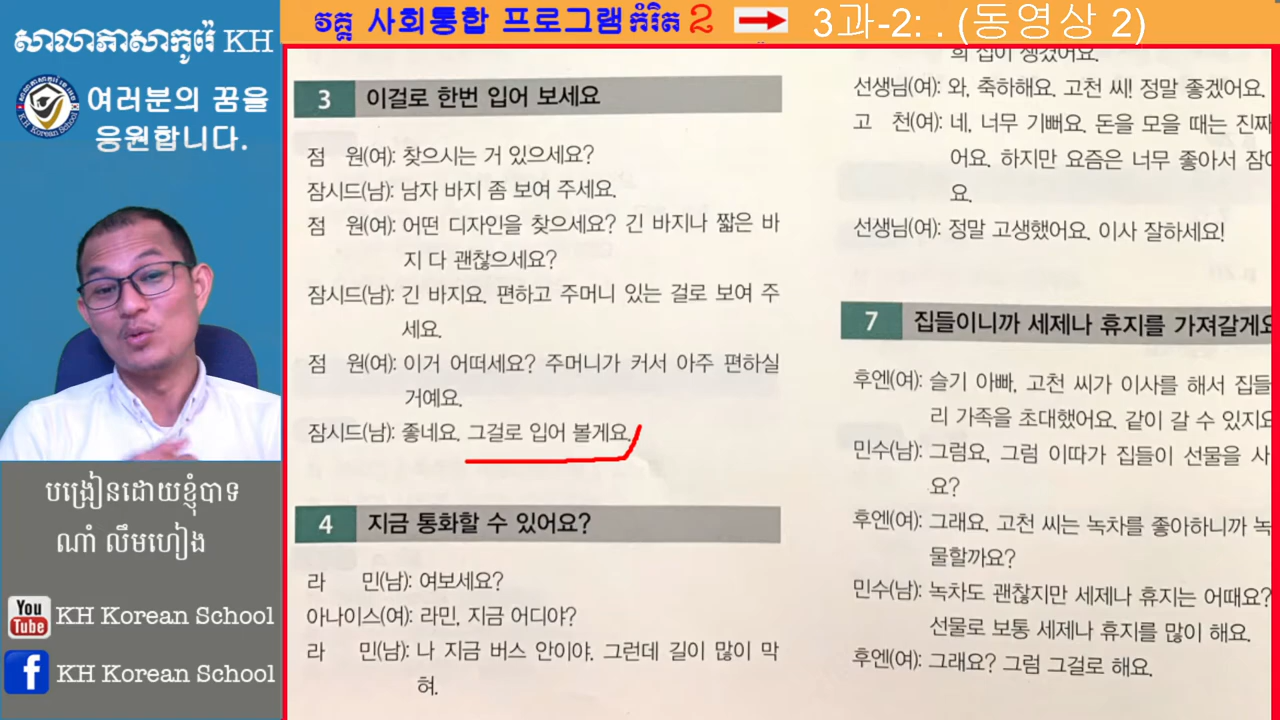 វគ្គ 사회통합 프로그램 កំរិត 2
3과-2: . (동영상 2)
សាលាភាសាកូរ៉េ KH
여러분의 꿈을
응원합니다.
KH Korean School
បង្រៀនដោយខ្ញុំបាទ
ណាំ លឹមហៀង
You Tube KH Korean School
f KH Korean School
3 이걸로 한번 입어 보세요
점 원(여): 찾으시는 거 있으세요?
잠시드(남): 남자 바지 좀 보여 주세요.
점 원(여): 어떤 디자인을 찾으세요? 긴 바지나 짧은 바
지 다 괜찮으세요?
잠시드(남): 긴 바지요. 편하고 주머니 있는 걸로 보여 주
세요.
점 원(여): 이거 어떠세요? 주머니가 커서 아주 편하실
거예요.
잠시드(남): 좋네요. 그걸로 입어 볼게요.
4 지금 통화할 수 있어요?
라 민(남): 여보세요?
아나이스(여): 라민, 지금 어디야?
라 민(남): 나 지금 버스 안이야. 그런데 길이 많이 막
혀.
희 집이 생겼어요.
선생님(여): 와, 축하해요. 고천 씨! 정말 좋겠어요.
고 천(여): 네, 너무 기뻐요. 돈을 모을 때는 진짜
어요. 하지만 요즘은 너무 좋아서 잠
요.
선생님(여): 정말 고생했어요. 이사 잘하세요!
7 집들이니까 세제나 휴지를 가져갈게요
후엔(여): 슬기 아빠, 고천 씨가 이사를 해서 집들
리 가족을 초대했어요. 같이 갈 수 있지요
민수(남): 그럼요. 그럼 이따가 집들이 선물을 사
요?
후엔(여): 그래요. 고천 씨는 녹차를 좋아하니까 녹
물할까요?
민수(남): 녹차도 괜찮지만 세제나 휴지는 어때요?
선물로 보통 세제나 휴지를 많이 해요.
후엔(여): 그래요? 그럼 그걸로 해요.